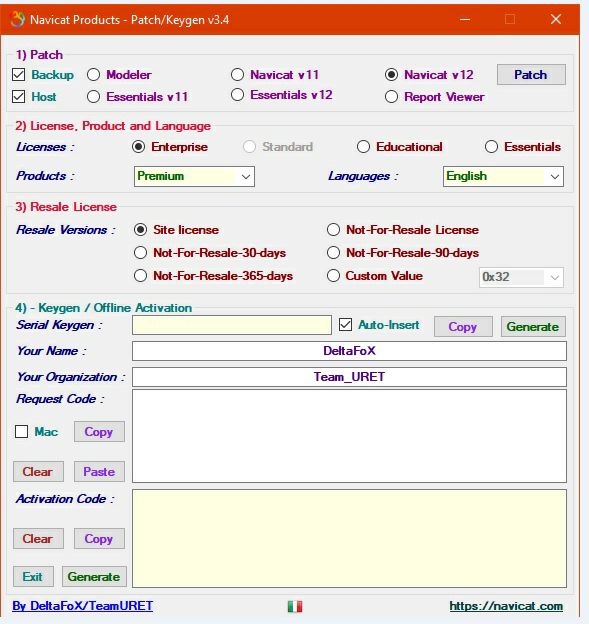 Navicat Products - Patch/Keygen v3.4
1) Patch
Backup Modeler Navicat v11 Navicat v12 Patch
Host Essentials v11 Essentials v12 Report Viewer
2) License, Product and Language
Licenses : Enterprise Standard Educational Essentials
Products : Premium Languages : English
3) Resale License
Resale Versions : Site license Not-For-Resale License
Not-For-Resale-30-days Not-For-Resale-90-days
Not-For-Resale-365-days Custom Value 0x32
4) - Keygen / Offline Activation
Serial Keygen : Auto-Insert Copy Generate
Your Name : DeltaFoX
Your Organization : Team_URET
Request Code :
Mac Copy
Clear Paste
Activation Code :
Clear Copy
Exit Generate
By DeltaFoX/TeamURET https://navicat.com